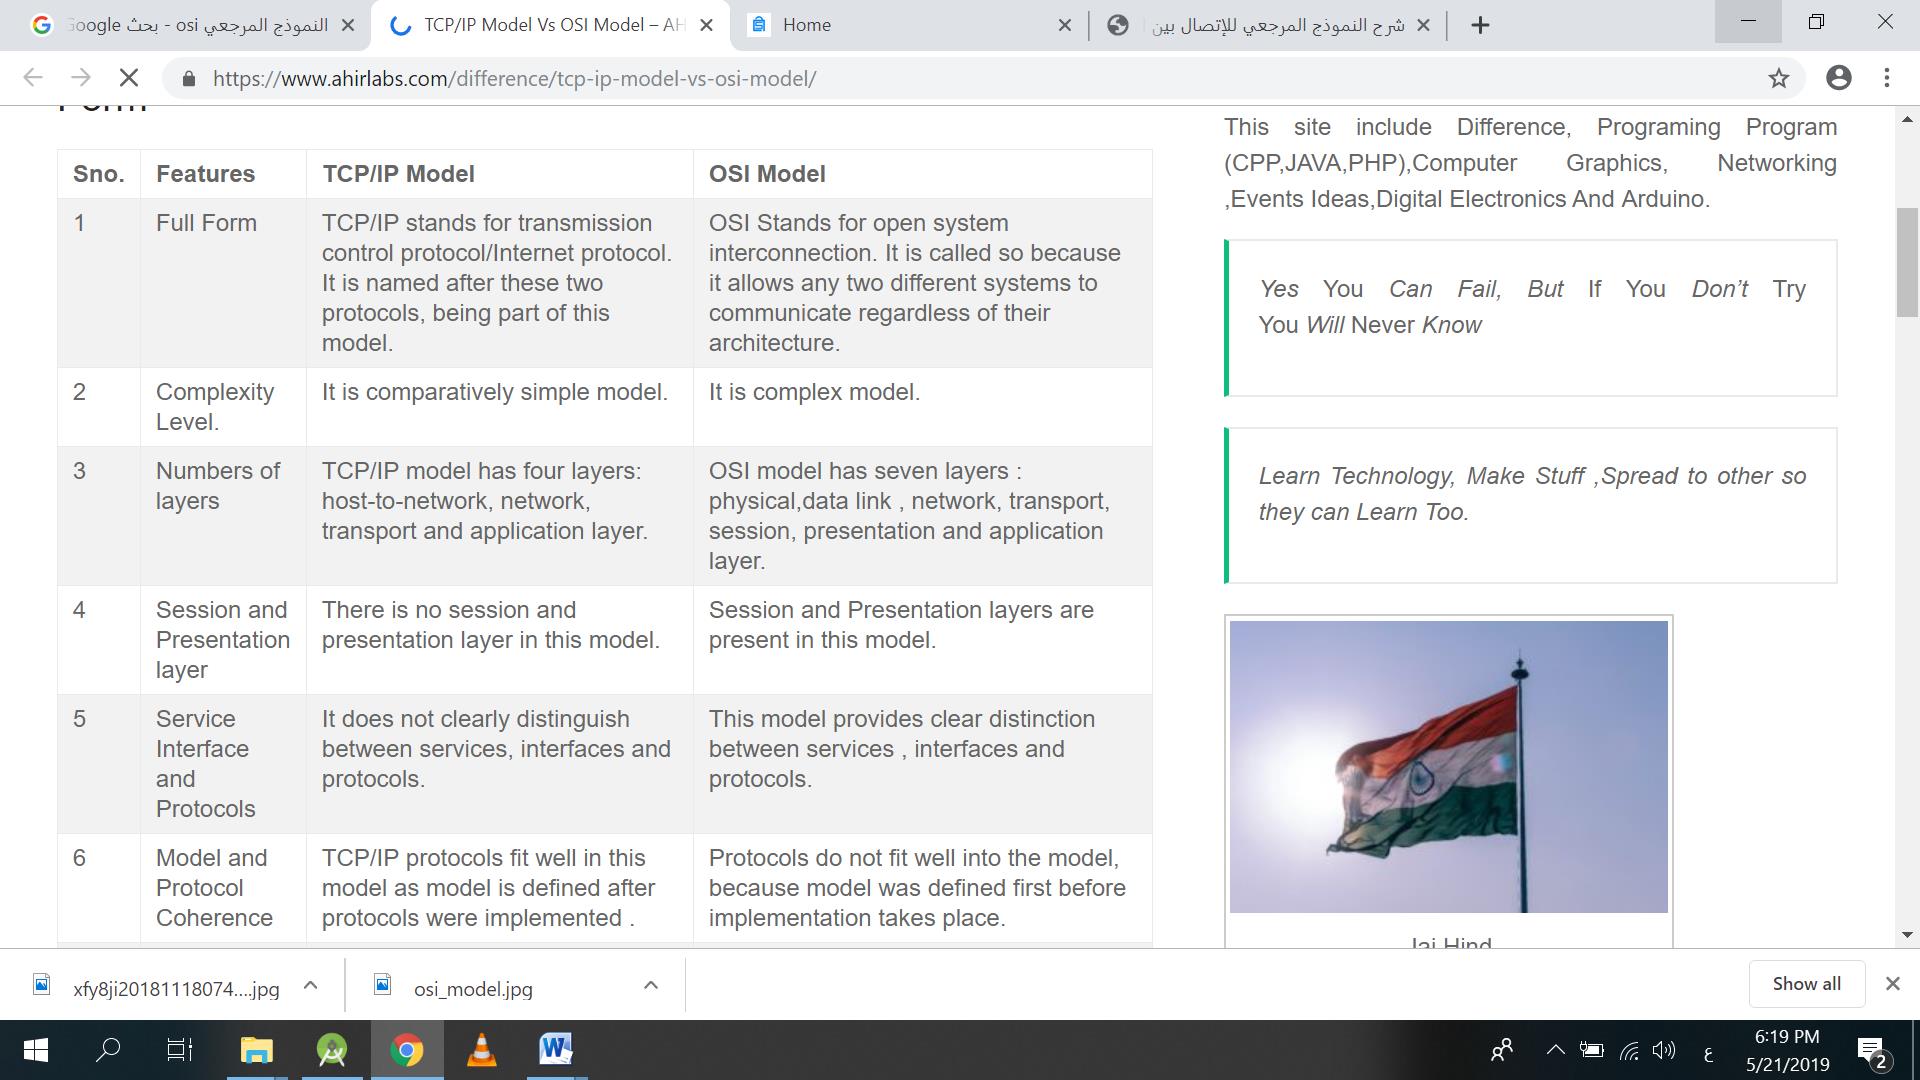 النموذج المرجعي osi - بحث Google
TCP/IP Model Vs OSI Model – AH
Home
شرح النموذج المرجعي للإتصال بين
https://www.ahirlabs.com/difference/tcp-ip-model-vs-osi-model/
Form
Sno. Features TCP/IP Model OSI Model
1 Full Form TCP/IP stands for transmission OSI Stands for open system
control protocol/Internet protocol. interconnection. It is called so because
It is named after these two it allows any two different systems to
protocols, being part of this communicate regardless of their
model. architecture.
2 Complexity It is comparatively simple model. It is complex model.
Level.
3 Numbers of TCP/IP model has four layers: OSI model has seven layers :
layers host-to-network, network, physical,data link , network, transport,
transport and application layer. session, presentation and application
layer.
4 Session and There is no session and Session and Presentation layers are
Presentation presentation layer in this model. present in this model.
layer
5 Service It does not clearly distinguish This model provides clear distinction
Interface between services, interfaces and between services , interfaces and
and protocols. protocols.
Protocols
6 Model and TCP/IP protocols fit well in this Protocols do not fit well into the model,
Protocol model as model is defined after because model was defined first before
Coherence protocols were implemented . implementation takes place.
This site include Difference, Programing Program
(CPP,JAVA,PHP),Computer Graphics, Networking
,Events Ideas,Digital Electronics And Arduino.
Yes You Can Fail, But If You Don't Try
You Will Never Know
Learn Technology, Make Stuff ,Spread to other so
they can Learn Too.
Jai Hind
xfy8ji20181118074....jpg
osi_model.jpg
Show all
ع
6:19 PM
5/21/2019
2